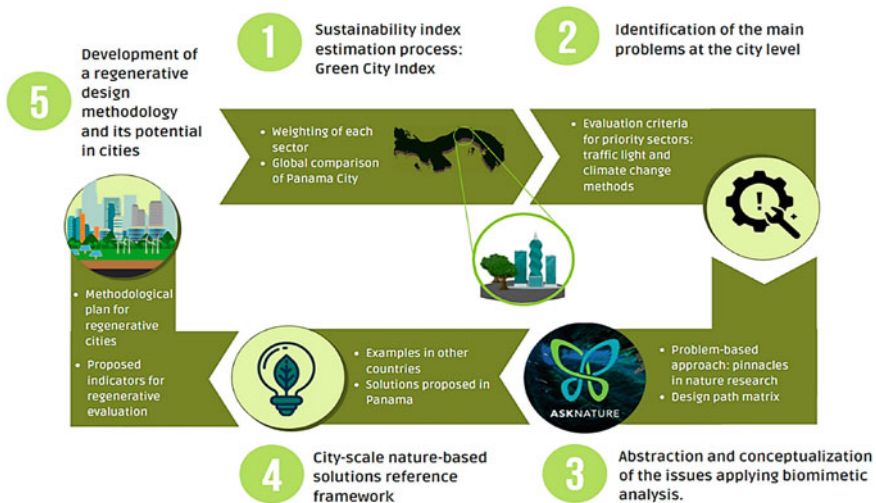 1
Sustainability index
estimation process:
Green City Index
• Weighting of each
sector
• Global comparison
of Panama City
2
Identification of the main
problems at the city level
• Evaluation criteria
for priority sectors:
traffic light and
climate change
methods
!
• Problem-based
approach: pinnacles
in nature research
• Design path matrix
ASKNATURE
3
Abstraction and conceptualization
of the issues applying biomimetic
analysis.
• Examples in other
countries
• Solutions proposed in
Panama
4
City-scale nature-based
solutions reference
framework
5
Development of
a regenerative
design
methodology
and its potential
in cities
• Methodological
plan for
regenerative
cities
• Proposed
indicators for
regenerative
evaluation